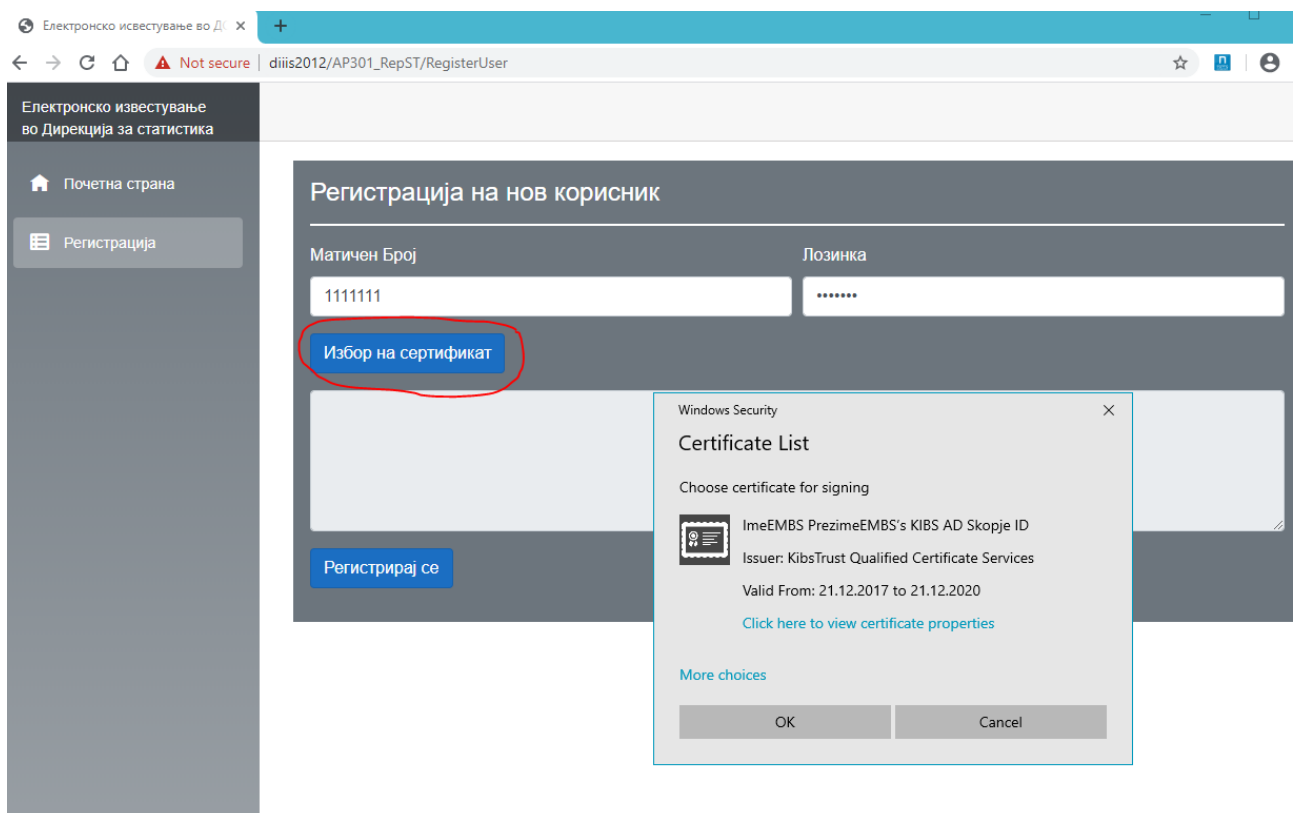 Електронско исвестување во Д
Not secure
diiis2012/AP301_RepST/RegisterUser
Електронско известување
во Дирекција за статистика
Почетна страна
Регистрација
Регистрација на нов корисник
Матичен Број
Лозинка
1111111
•••••••
Избор на сертификат
Регистрирај се
Windows Security
Certificate List
Choose certificate for signing
ImeEMBS PrezimeEMBS's KIBS AD Skopje ID
Issuer: KibsTrust Qualified Certificate Services
Valid From: 21.12.2017 to 21.12.2020
Click here to view certificate properties
More choices
OK
Cancel